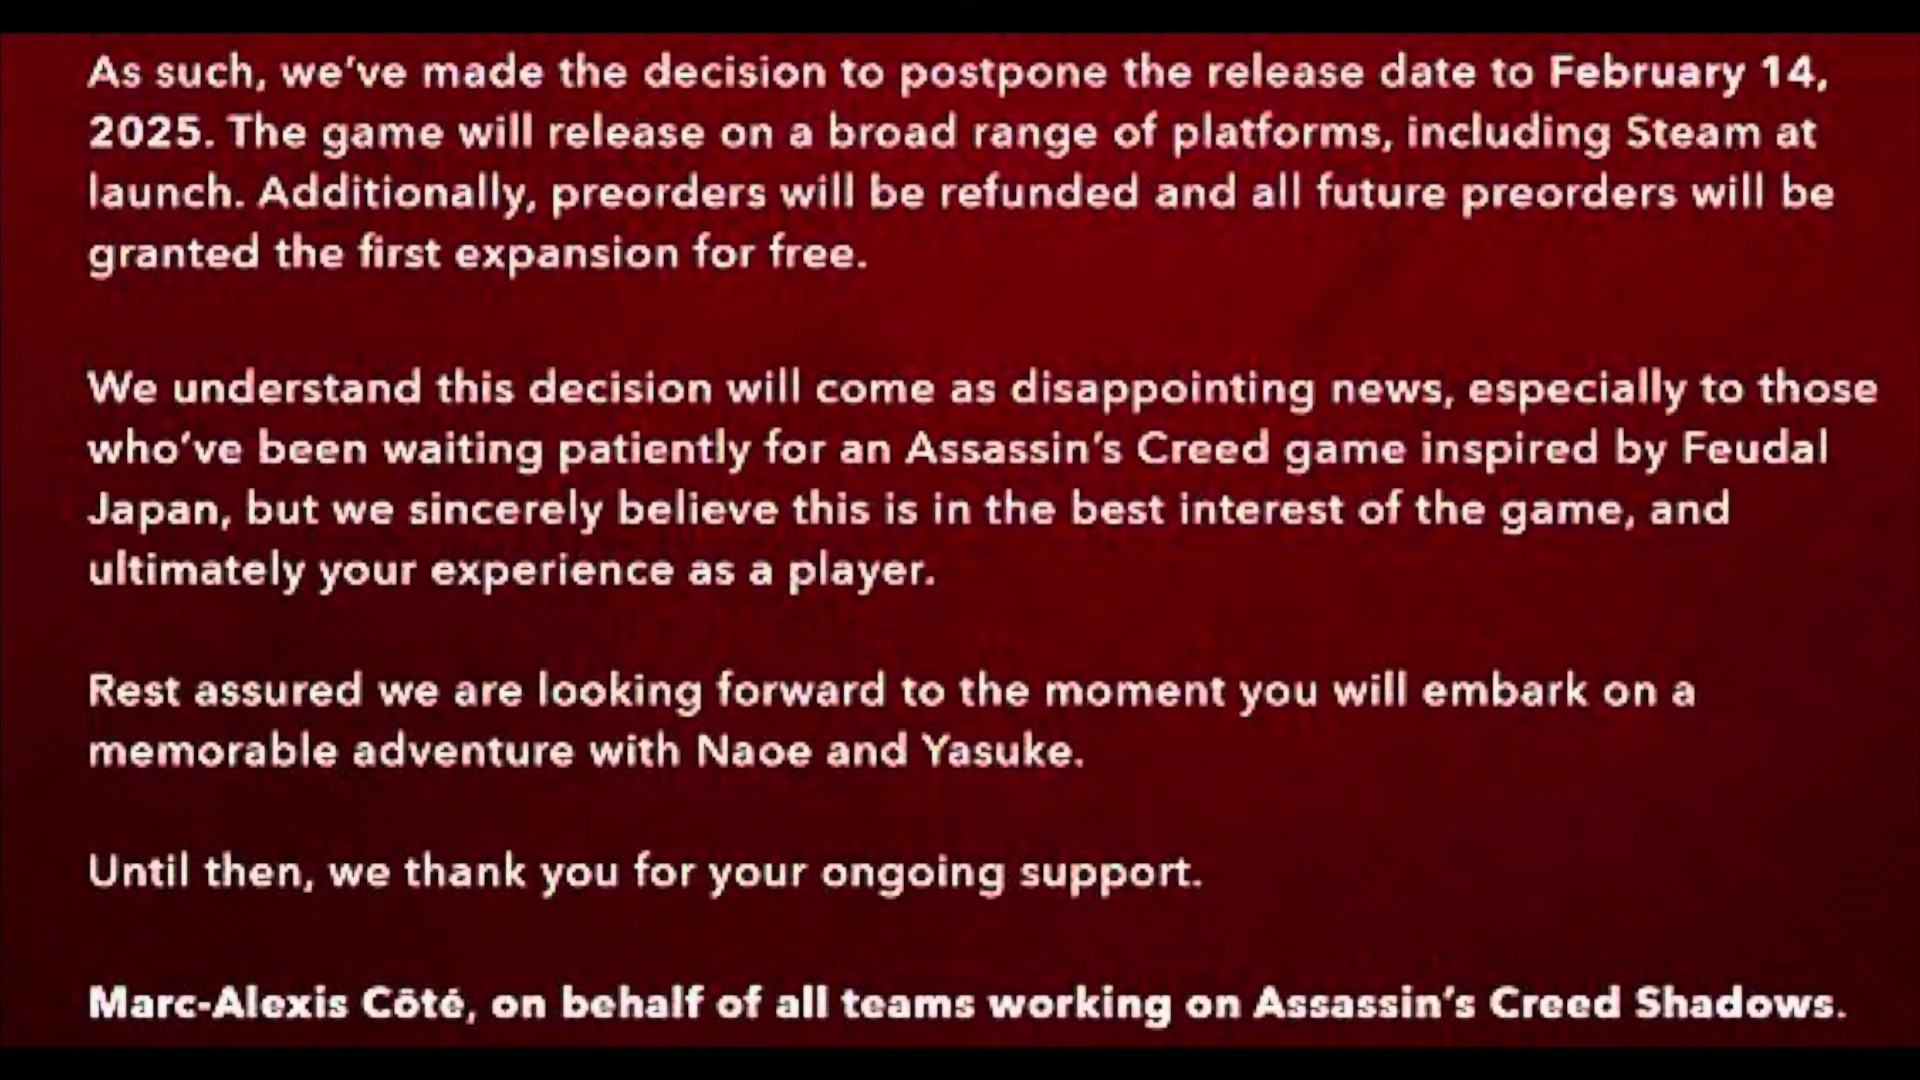 As such, we've made the decision to postpone the release date to February 14,
2025. The game will release on a broad range of platforms, including Steam at
launch. Additionally, preorders will be refunded and all future preorders will be
granted the first expansion for free.
We understand this decision will come as disappointing news, especially to those
who've been waiting patiently for an Assassin's Creed game inspired by Feudal
Japan, but we sincerely believe this is in the best interest of the game, and
ultimately your experience as a player.
Rest assured we are looking forward to the moment you will embark on a
memorable adventure with Naoe and Yasuke.
Until then, we thank you for your ongoing support.
Marc-Alexis Côté, on behalf of all teams working on Assassin's Creed Shadows.